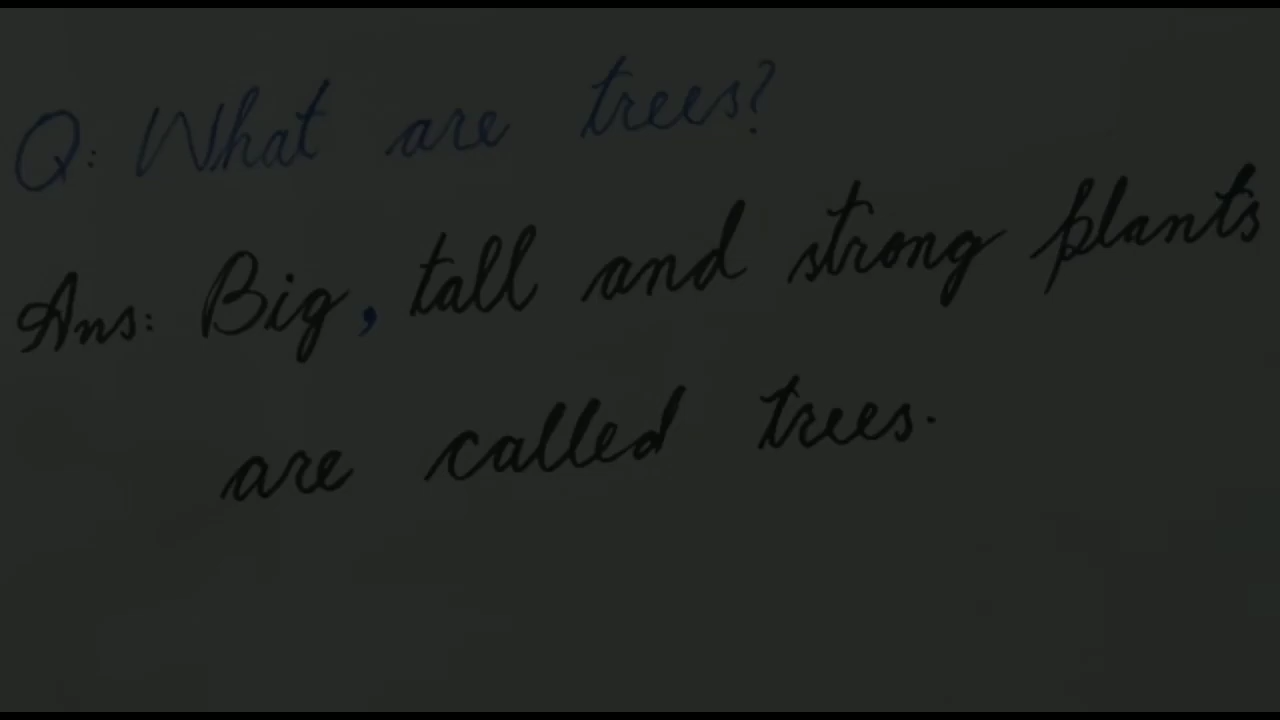 Q: What are trees?
Ans: Big, tall and strong plants
are called trees.